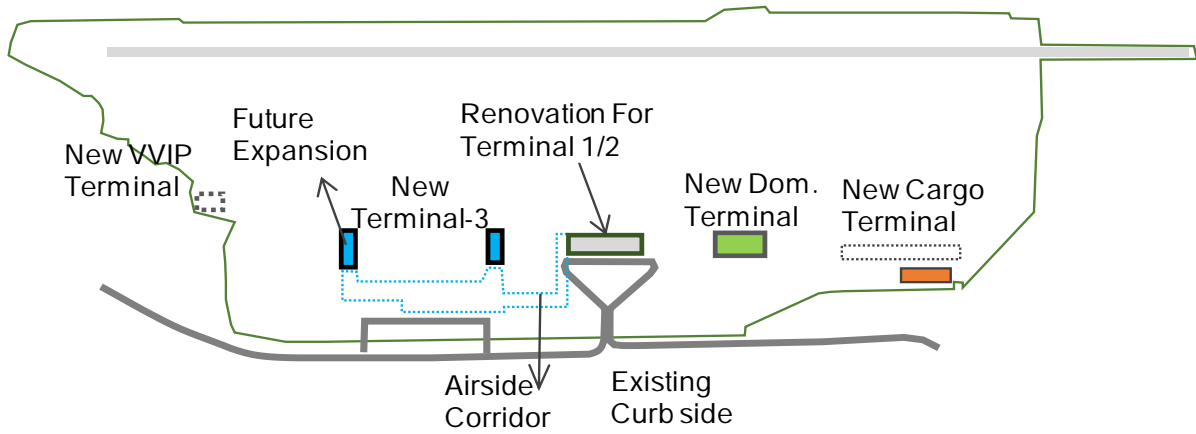 Future
Expansion
Renovation For
Terminal 1/2
New VVIP
Terminal
New
Terminal-3
New Dom.
Terminal
New Cargo
Terminal
Airside
Corridor
Existing
Curb side